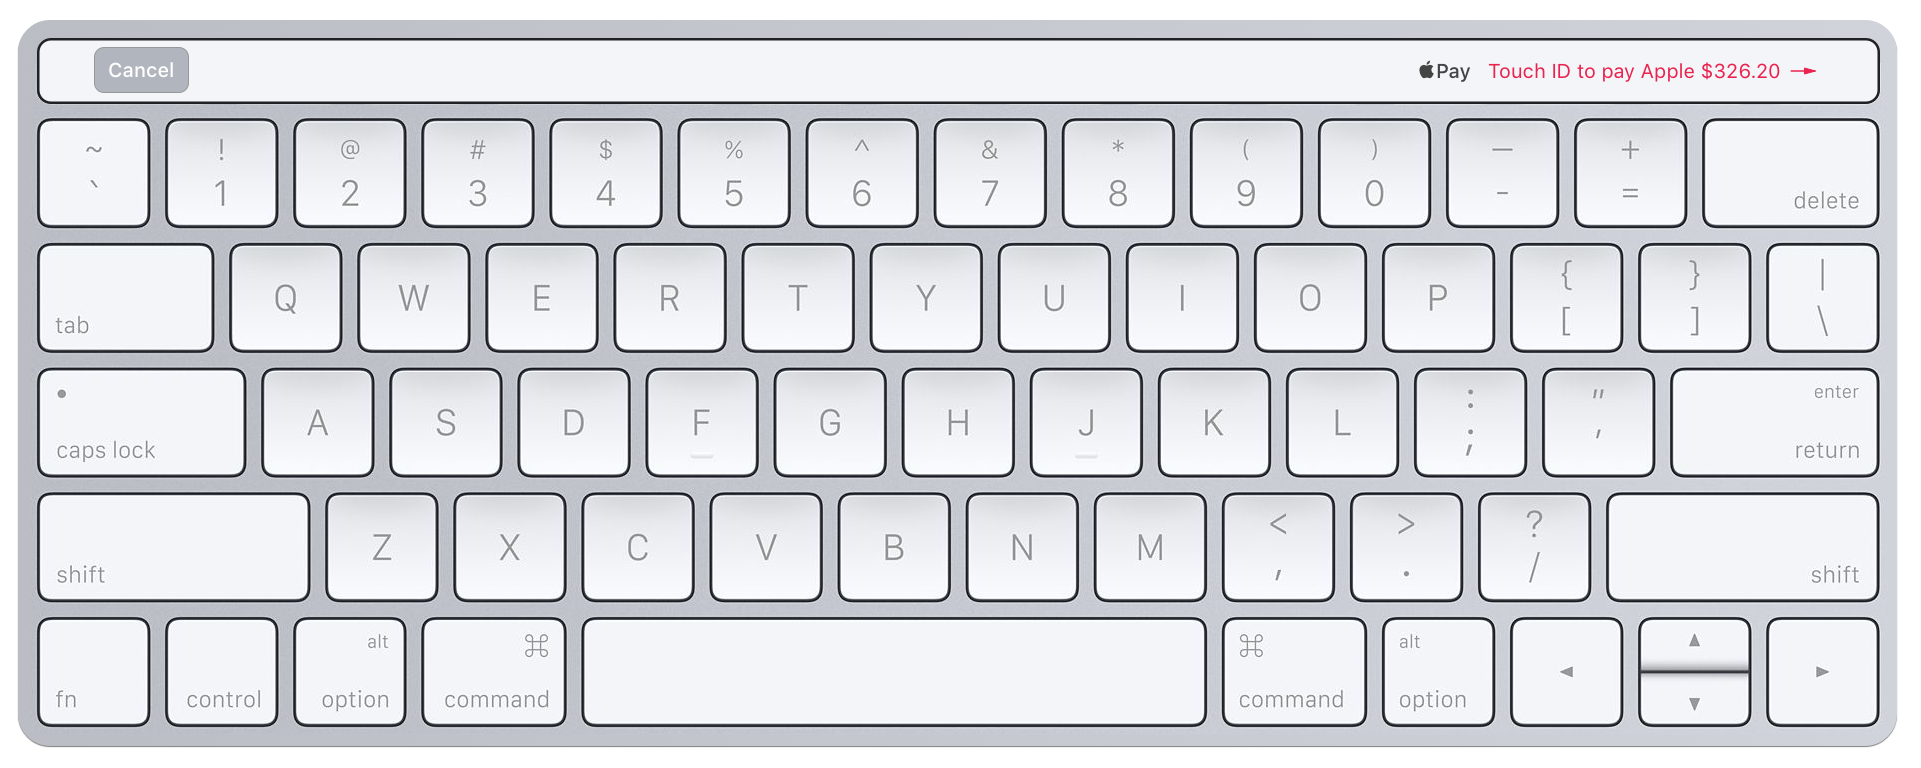 Cancel Pay Touch ID to pay Apple $326.20 →
~ ! @ # $ % ^ & * ( ) — +
` 1 2 3 4 5 6 7 8 9 0 - = delete
tab Q W E R T Y U I O P { [ } ] | \
• caps lock A S D F G H J K L : ; " ' enter return
shift Z X C V B N M < , > . ? / shift
fn control alt option ⌘ command ⌘ command alt option ◀ ▲ ▼ ▶